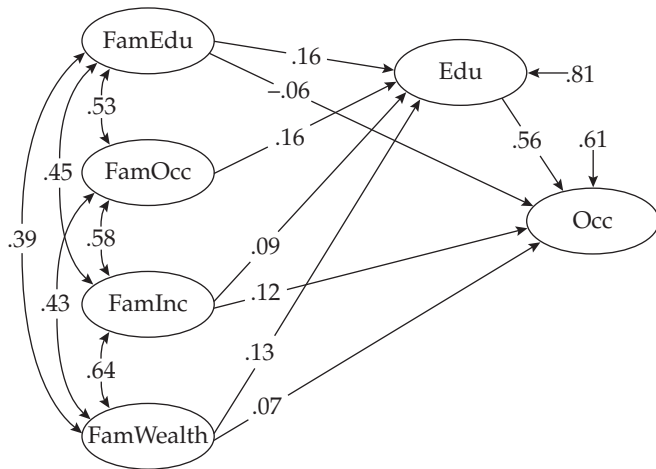 FamEdu
.16
Edu
.81
–.06
.53
.16
.56
.61
FamOcc
.45
Occ
.39
.58
.09
.43
FamInc
.12
.64
.13
.07
FamWealth